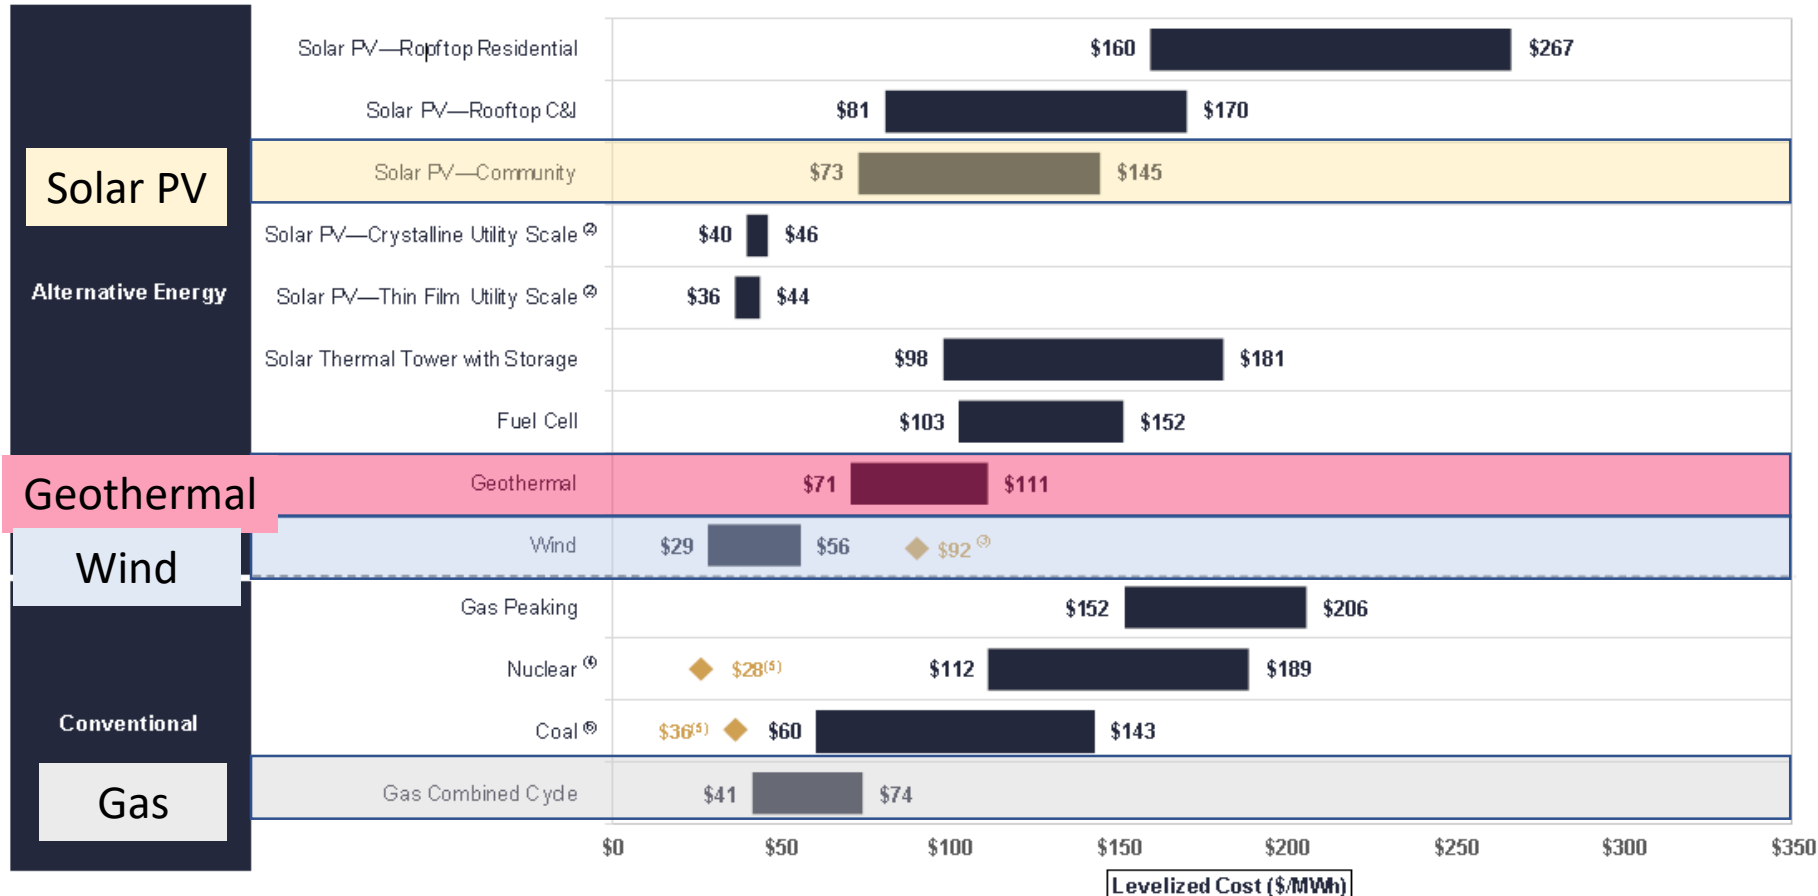 Solar PV—Rooftop Residential $160 $267
Solar PV—Rooftop C&I $81 $170
Solar PV
Solar PV—Community $73 $145
Solar PV—Crystalline Utility Scale (2) $40 $46
Alternative Energy
Solar PV—Thin Film Utility Scale (2) $36 $44
Solar Thermal Tower with Storage $98 $181
Fuel Cell $103 $152
Geothermal
Geothermal $71 $111
Wind
Wind $29 $56 $92 (3)
Gas Peaking $152 $206
Nuclear (4) $28(5) $112 $189
Conventional
Coal (6) $36(5) $60 $143
Gas
Gas Combined Cycle $41 $74
$0 $50 $100 $150 $200 $250 $300 $350
Levelized Cost ($/MWh)